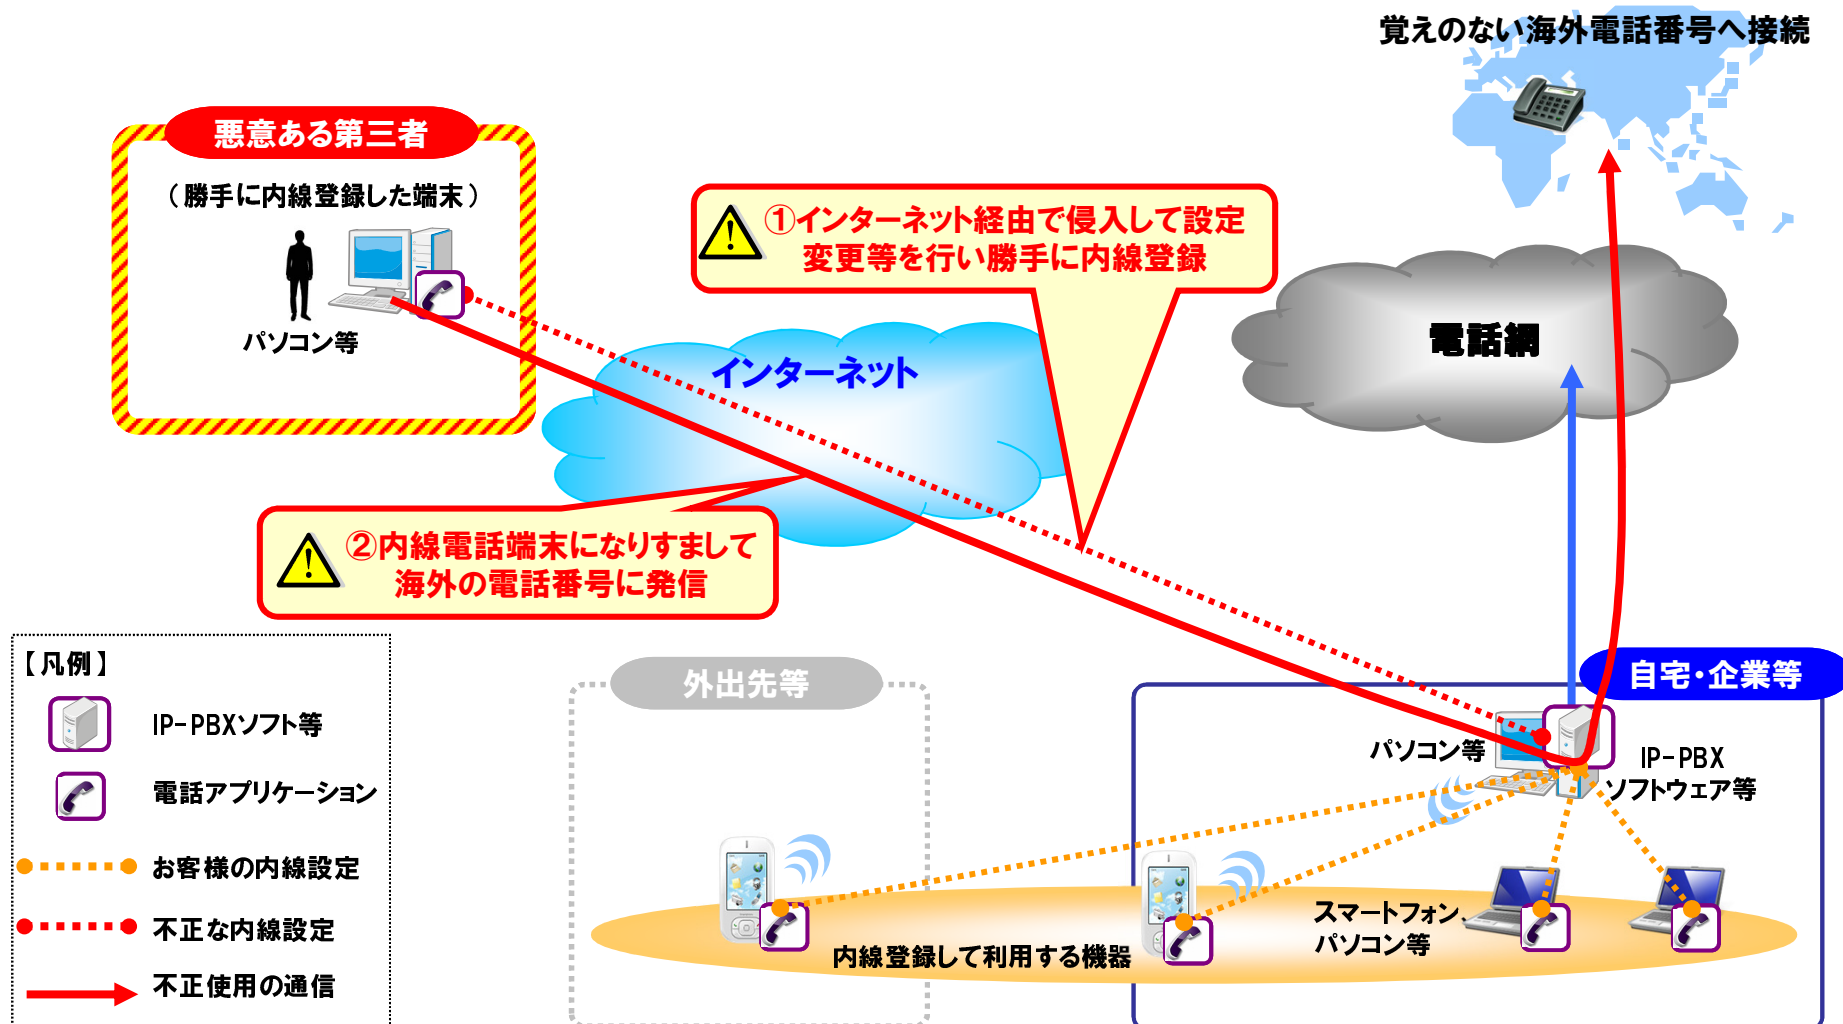 覚えのない海外電話番号へ接続
悪意ある第三者
（勝手に内線登録した端末）
パソコン等
①インターネット経由で侵入して設定
変更等を行い勝手に内線登録
電話網
インターネット
②内線電話端末になりすまして
海外の電話番号に発信
【凡例】
IP-PBXソフト等
電話アプリケーション
お客様の内線設定
不正な内線設定
不正使用の通信
外出先等
自宅・企業等
パソコン等
IP-PBX
ソフトウェア等
スマートフォン、
パソコン等
内線登録して利用する機器